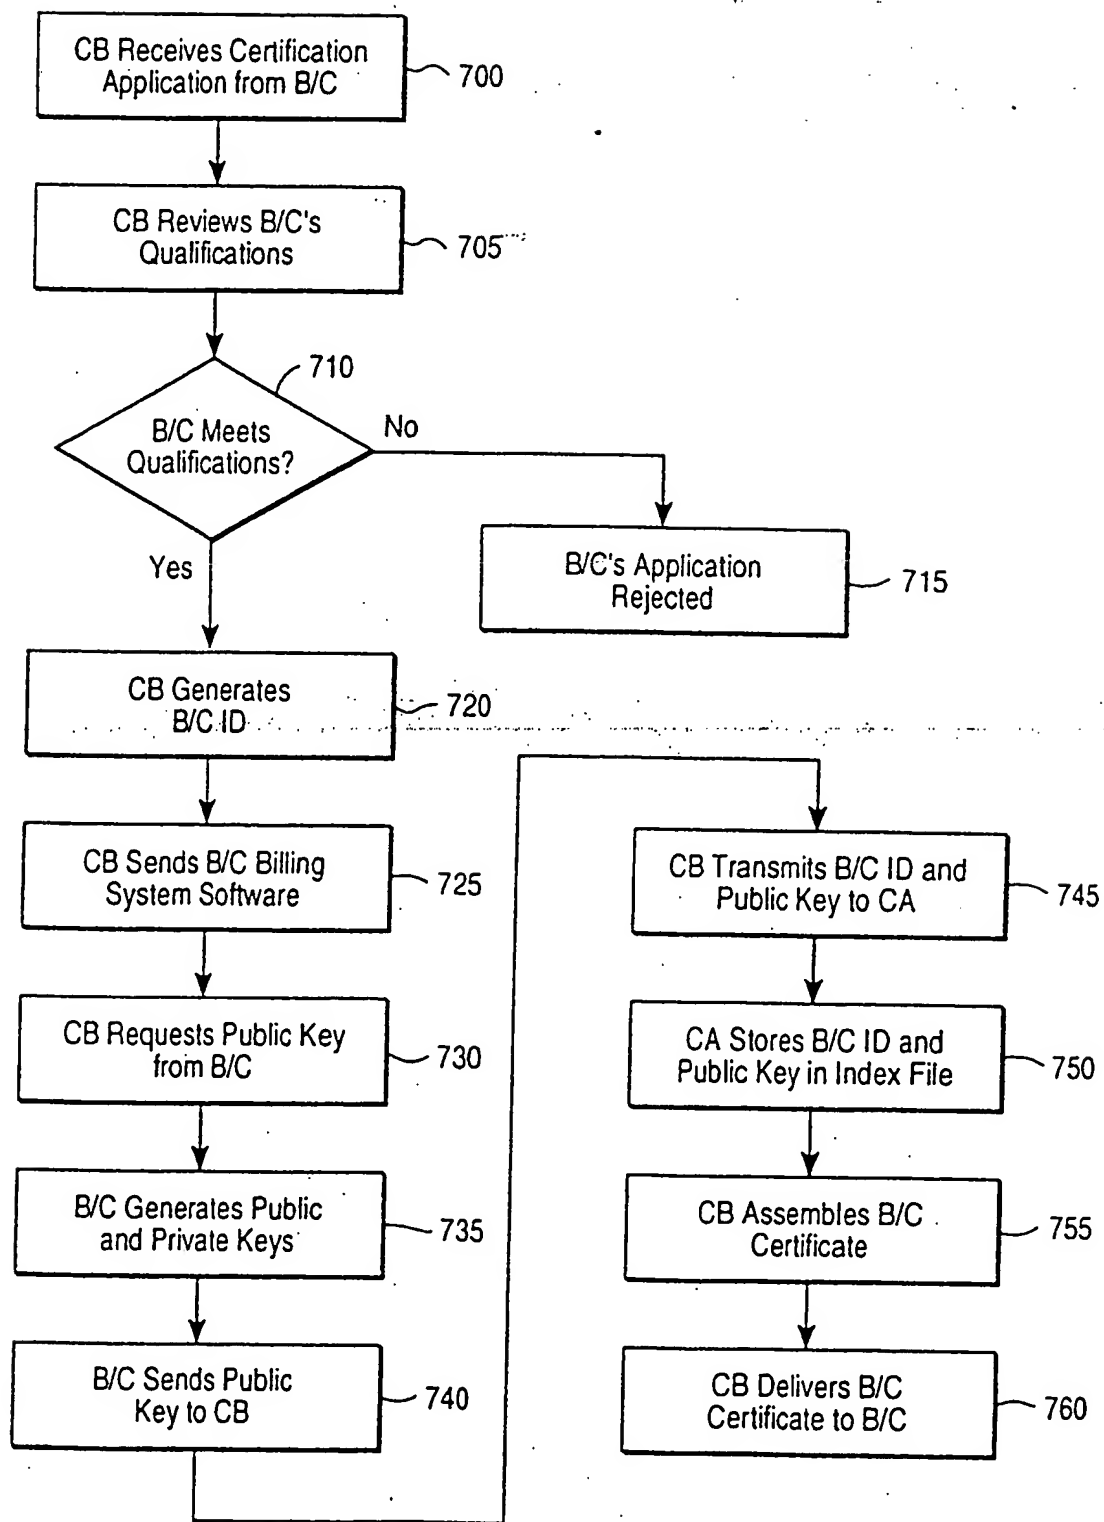 CB Receives Certification
Application from B/C
700
CB Reviews B/C's
Qualifications
705
710
B/C Meets
Qualifications?
No
Yes
B/C's Application
Rejected
715
CB Generates
B/C ID
720
CB Sends B/C Billing
System Software
725
CB Requests Public Key
from B/C
730
B/C Generates Public
and Private Keys
735
B/C Sends Public
Key to CB
740
CB Transmits B/C ID and
Public Key to CA
745
CA Stores B/C ID and
Public Key in Index File
750
CB Assembles B/C
Certificate
755
CB Delivers B/C
Certificate to B/C
760